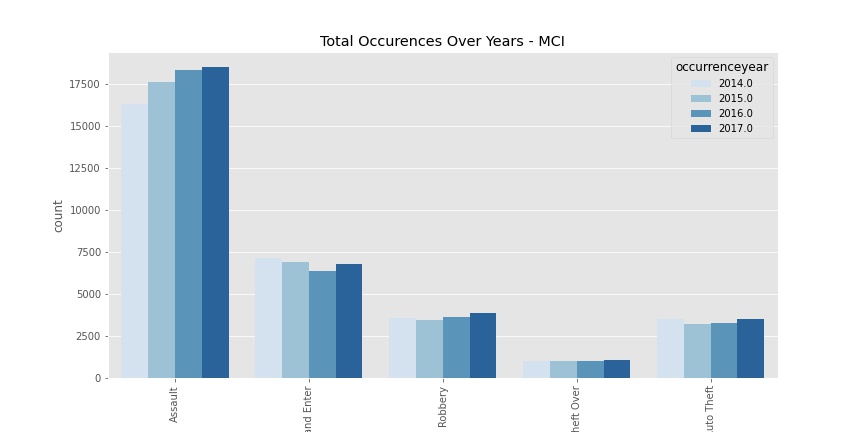 Total Occurences Over Years - MCI
occurrenceyear
2014.0
2015.0
2016.0
2017.0
count
17500
15000
12500
10000
7500
5000
2500
0
Assault
and Enter
Robbery
heft Over
uto Theft